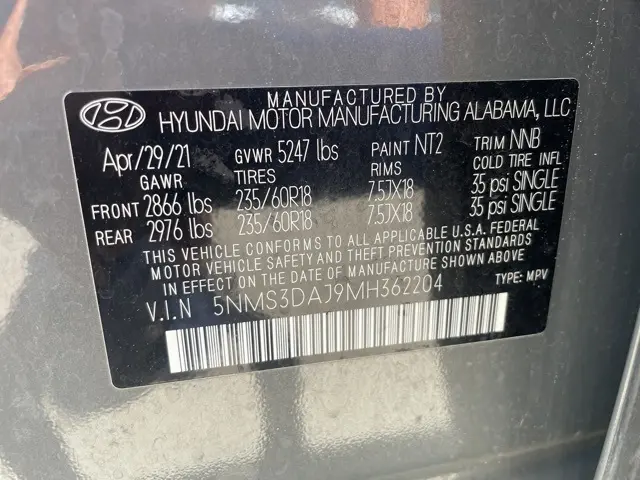 MANUFACTURED BY
HYUNDAI MOTOR MANUFACTURING ALABAMA, LLC
Apr/29/21 GVWR 5247 lbs PAINT NT2 TRIM NNB
GAWR TIRES RIMS COLD TIRE INFL
FRONT 2866 lbs 235/60R18 7.5JX18 35 psi SINGLE
REAR 2976 lbs 235/60R18 7.5JX18 35 psi SINGLE
THIS VEHICLE CONFORMS TO ALL APPLICABLE U.S.A. FEDERAL
MOTOR VEHICLE SAFETY AND THEFT PREVENTION STANDARDS
IN EFFECT ON THE DATE OF MANUFACTURE SHOWN ABOVE.
V.I.N 5NMS3DAJ9MH362204 TYPE: MPV